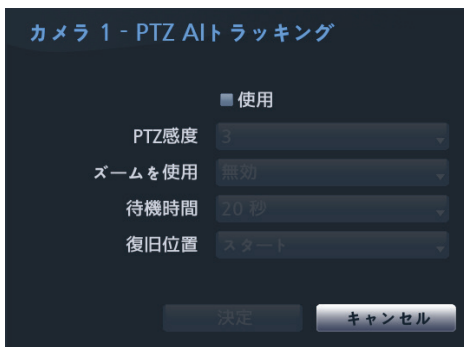 カメラ 1 - PTZ AIトラッキング
使用
PTZ感度 3
ズームを使用 無効
待機時間 20 秒
復旧位置 スタート
決定 キャンセル